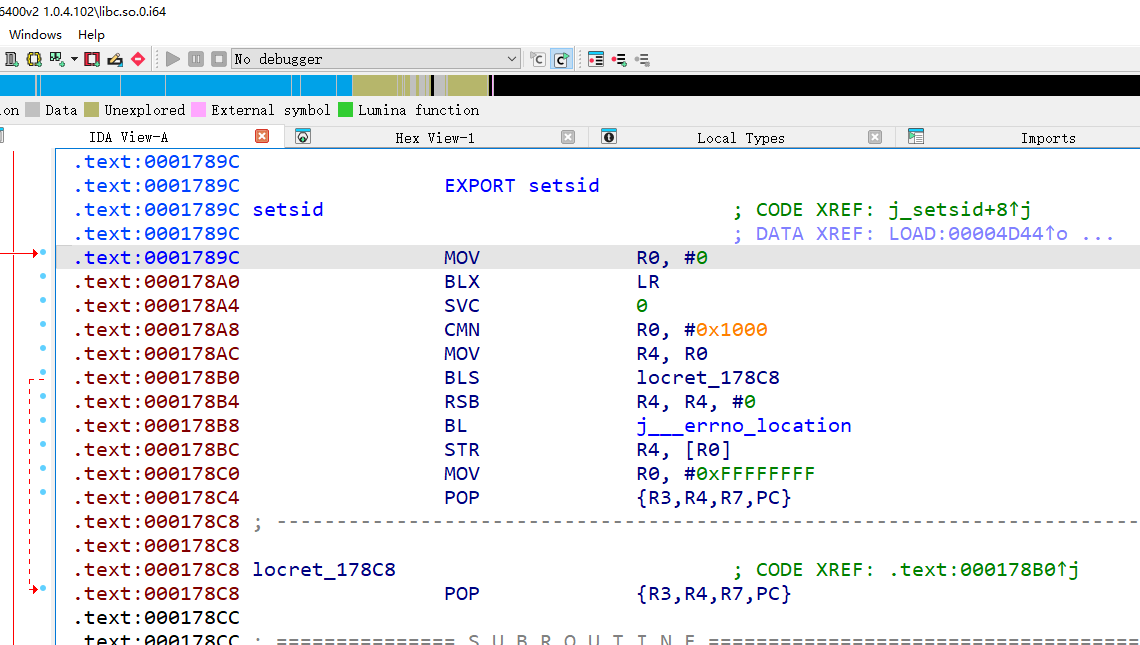 6400v2 1.0.4.102\libc.so.0.i64
Windows Help
No debugger
on Data Unexplored External symbol Lumina function
IDA View-A Hex View-1 Local Types Imports
.text:0001789C
.text:0001789C EXPORT setsid
.text:0001789C setsid ; CODE XREF: j_setsid+8↑j
.text:0001789C ; DATA XREF: LOAD:00004D44↑o ...
.text:0001789C MOV R0, #0
.text:000178A0 BLX LR
.text:000178A4 SVC 0
.text:000178A8 CMN R0, #0x1000
.text:000178AC MOV R4, R0
.text:000178B0 BLS locret_178C8
.text:000178B4 RSB R4, R4, #0
.text:000178B8 BL j___errno_location
.text:000178BC STR R4, [R0]
.text:000178C0 MOV R0, #0xFFFFFFFF
.text:000178C4 POP {R3,R4,R7,PC}
.text:000178C8 ; ---------------------------------------------------------------------------
.text:000178C8
.text:000178C8 locret_178C8 ; CODE XREF: .text:000178B0↑j
.text:000178C8 POP {R3,R4,R7,PC}
.text:000178CC
.text:000178CC ; =============== S U B R O U T I N E =====================================